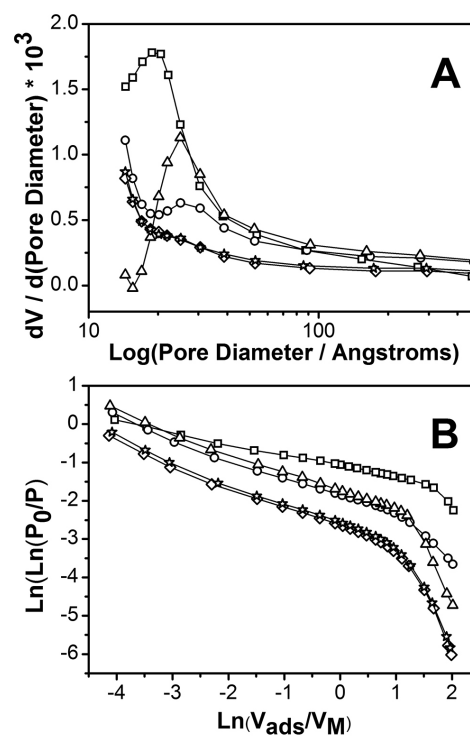 A
dV / d(Pore Diameter) * 10³
2.0
1.5
1.0
0.5
0.0
10
100
Log(Pore Diameter / Angstroms)
B
Ln(Ln(P₀/P)
1
0
-1
-2
-3
-4
-5
-6
-4 -3 -2 -1 0 1 2
Ln(Vads/VM)